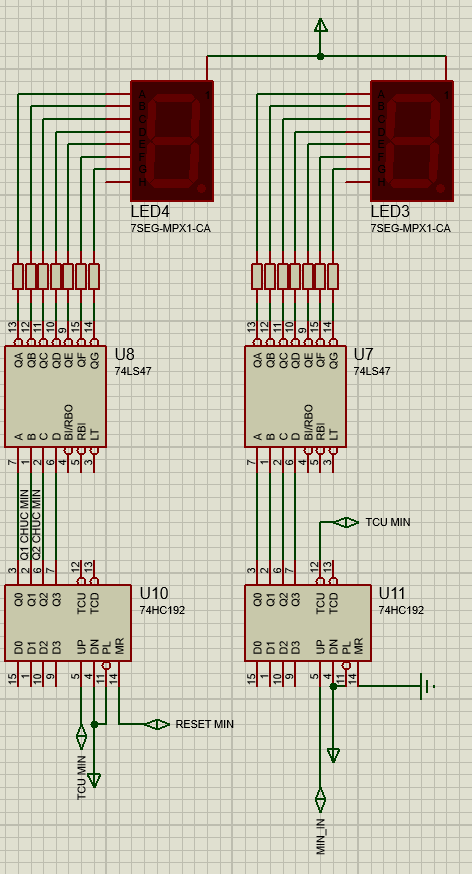 A
B
C
D
E
F
G
H
1
A
B
C
D
E
F
G
H
1
LED4
7SEG-MPX1-CA
LED3
7SEG-MPX1-CA
13 12 11 10 9 15 14
13 12 11 10 9 15 14
QA QB QC QD QE QF QG
QA QB QC QD QE QF QG
U8
74LS47
U7
74LS47
A B C D BI/RBO RBI LT
A B C D BI/RBO RBI LT
7 1 2 6 4 5 3
7 1 2 6 4 5 3
Q1 CHUC MIN
Q2 CHUC MIN
TCU MIN
3 2 6 7 12 13
3 2 6 7 12 13
Q0 Q1 Q2 Q3 TCU TCD
Q0 Q1 Q2 Q3 TCU TCD
U10
74HC192
U11
74HC192
D0 D1 D2 D3 UP DN PL MR
D0 D1 D2 D3 UP DN PL MR
15 1 10 9 5 4 11 14
15 1 10 9 5 4 11 14
RESET MIN
TCU MIN
MIN_IN